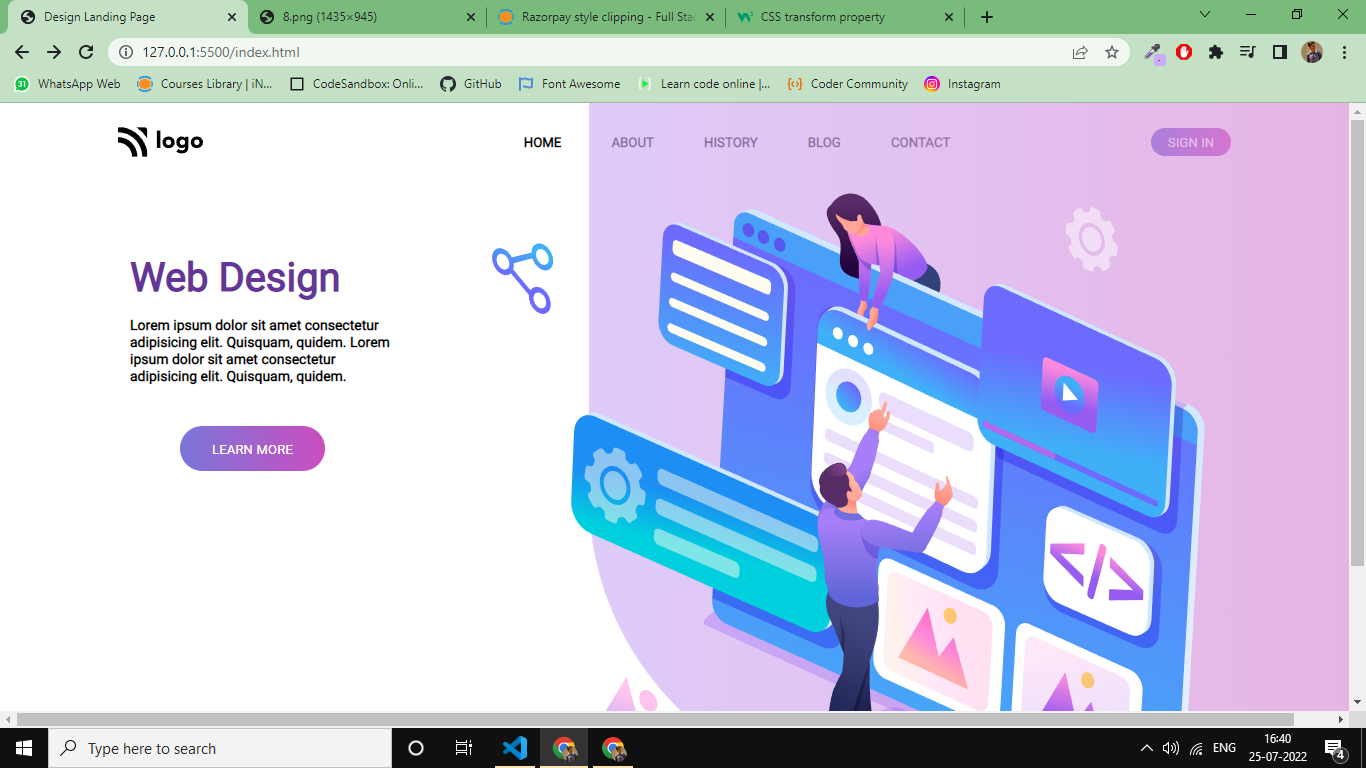 Design Landing Page
8.png (1435×945)
Razorpay style clipping - Full Sta
CSS transform property
127.0.0.1:5500/index.html
31
WhatsApp Web
Courses Library | iN...
CodeSandbox: Onli...
GitHub
Font Awesome
Learn code online |...
Coder Community
Instagram
logo
HOME
ABOUT
HISTORY
BLOG
CONTACT
SIGN IN
Web Design
Lorem ipsum dolor sit amet consectetur
adipisicing elit. Quisquam, quidem. Lorem
ipsum dolor sit amet consectetur
adipisicing elit. Quisquam, quidem.
LEARN MORE
</>
Type here to search
ENG
16:40
25-07-2022
4